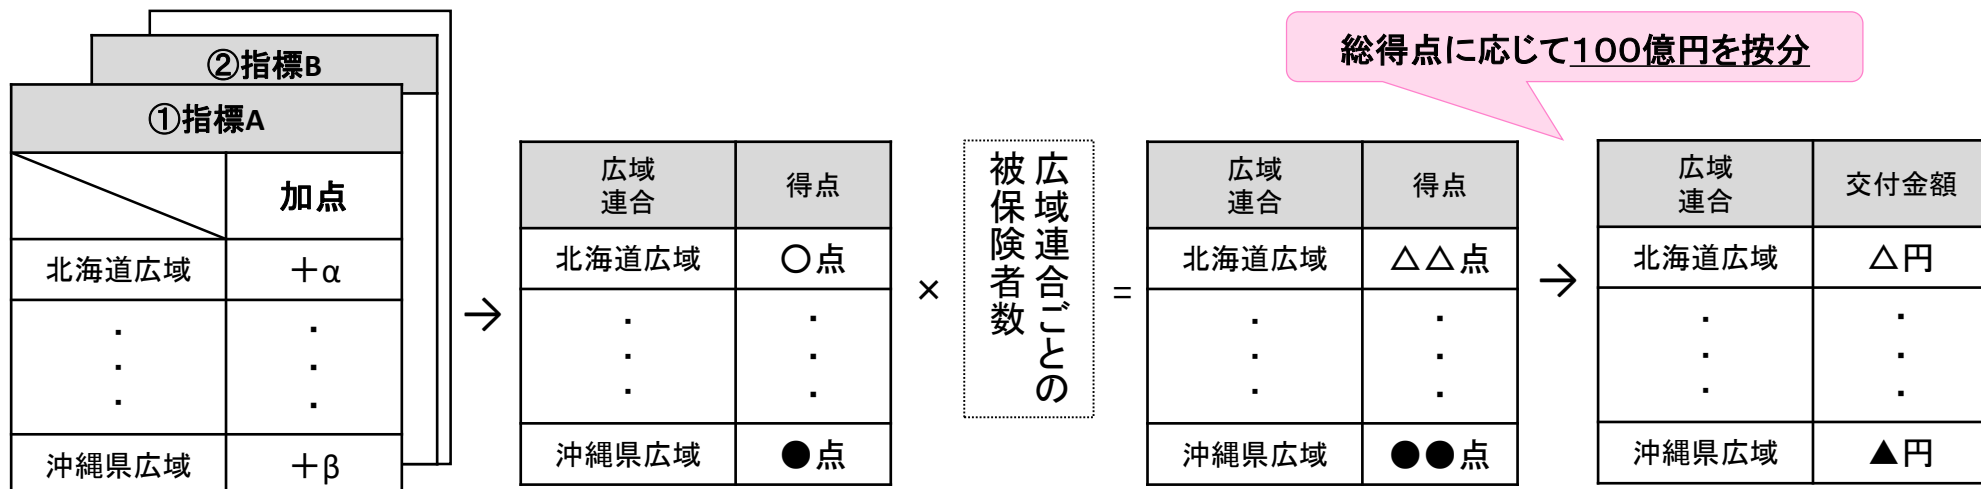 総得点に応じて100億円を按分
②指標B
①指標A
加点
北海道広域 +α
・ ・
・ ・
・ ・
沖縄県広域 +β
→
広域
連合
得点
北海道広域 〇点
・ ・
・ ・
・ ・
沖縄県広域 ●点
×
広域連合ごとの
被保険者数
=
広域
連合
得点
北海道広域 △△点
・ ・
・ ・
・ ・
沖縄県広域 ●●点
→
広域
連合
交付金額
北海道広域 △円
・ ・
・ ・
・ ・
沖縄県広域 ▲円